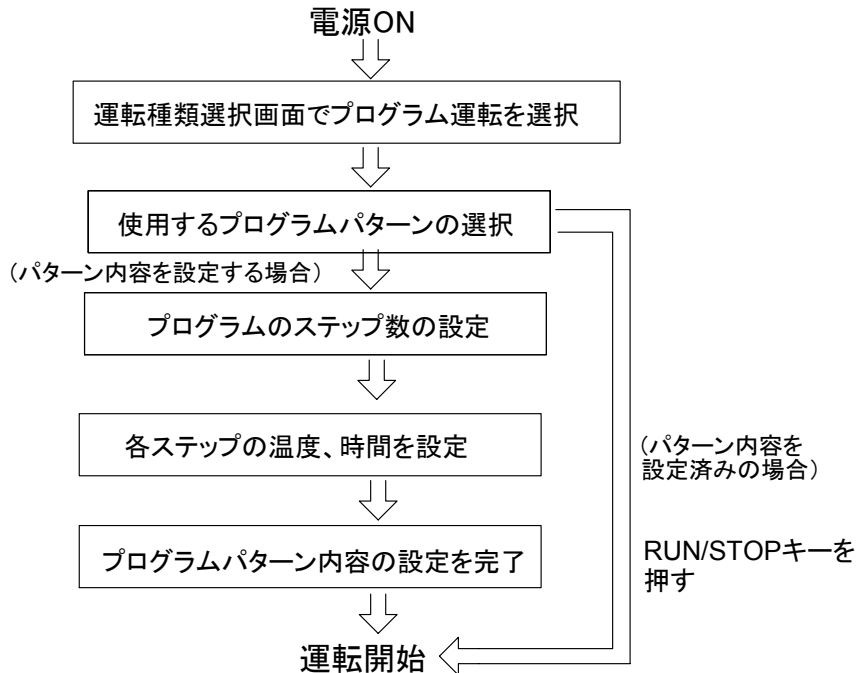 電源ON
運転種類選択画面でプログラム運転を選択
使用するプログラムパターンの選択
（パターン内容を設定する場合）
プログラムのステップ数の設定
各ステップの温度、時間を設定
（パターン内容を
設定済みの場合）
プログラムパターン内容の設定を完了
RUN/STOPキーを
押す
運転開始